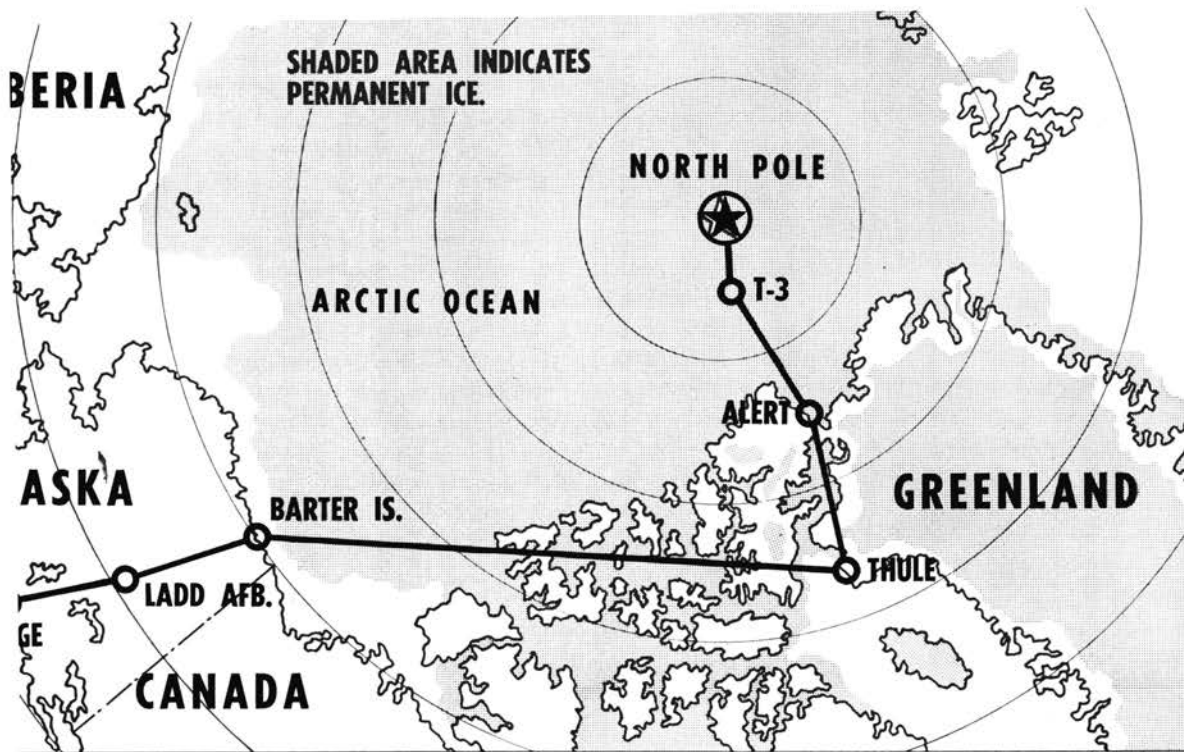 SHADED AREA INDICATES
PERMANENT ICE.
BERIA
NORTH POLE
T-3
ARCTIC OCEAN
ALERT
ASKA
GREENLAND
BARTER IS.
THULE
LADD AFB.
GE
CANADA